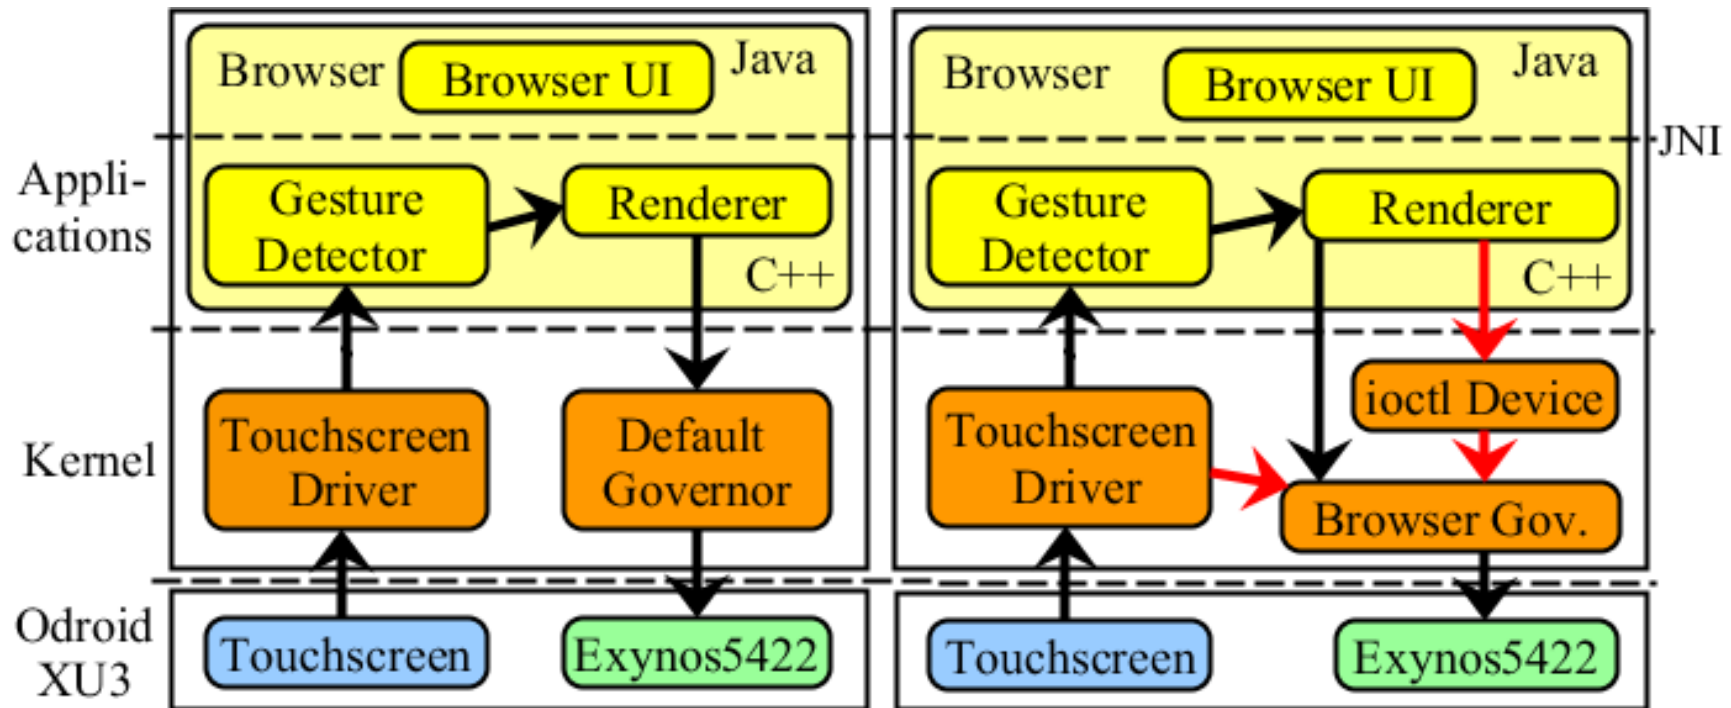 Browser
Browser UI
Java
Browser
Browser UI
Java
JNI
Appli-
cations
Gesture
Detector
Renderer
C++
Gesture
Detector
Renderer
C++
Kernel
Touchscreen
Driver
Default
Governor
Touchscreen
Driver
ioctl Device
Browser Gov.
Odroid
XU3
Touchscreen
Exynos5422
Touchscreen
Exynos5422